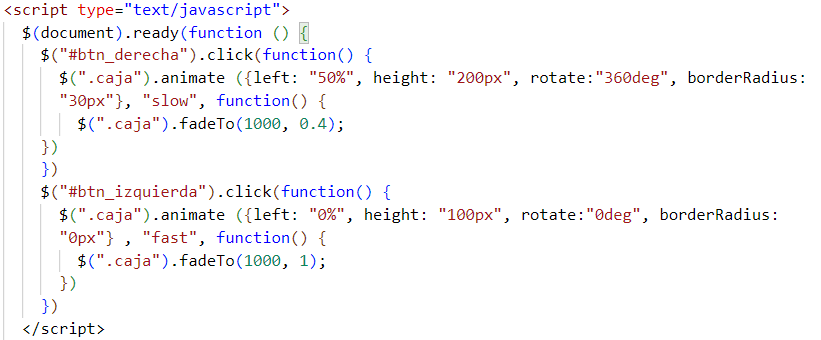 <script type="text/javascript">
$(document).ready(function () {
$("#btn_derecha").click(function() {
$(".caja").animate ({left: "50%", height: "200px", rotate:"360deg", borderRadius:
"30px"}, "slow", function() {
$(".caja").fadeTo(1000, 0.4);
})
})
$("#btn_izquierda").click(function() {
$(".caja").animate ({left: "0%", height: "100px", rotate:"0deg", borderRadius:
"0px"} , "fast", function() {
$(".caja").fadeTo(1000, 1);
})
})
</script>